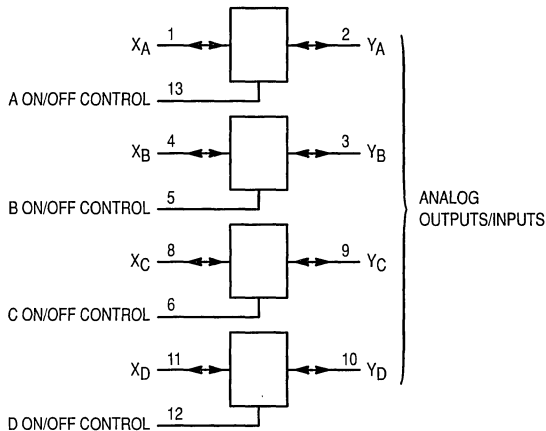 XA 1 2 YA
A ON/OFF CONTROL 13
XB 4 3 YB
B ON/OFF CONTROL 5
ANALOG
OUTPUTS/INPUTS
XC 8 9 YC
C ON/OFF CONTROL 6
XD 11 10 YD
D ON/OFF CONTROL 12